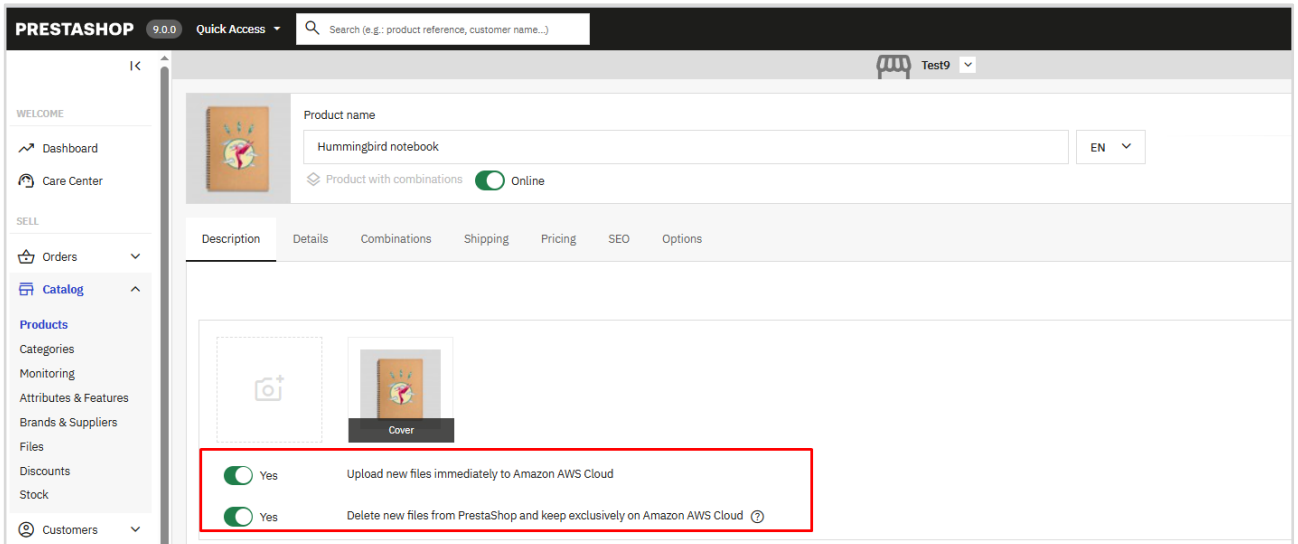 PRESTASHOP 9.0.0 Quick Access Search (e.g.: product reference, customer name...)
Test9
WELCOME
Dashboard
Care Center
SELL
Orders
Catalog
Products
Categories
Monitoring
Attributes & Features
Brands & Suppliers
Files
Discounts
Stock
Customers
Product name
Hummingbird notebook EN
Product with combinations Online
Description Details Combinations Shipping Pricing SEO Options
Cover
Yes Upload new files immediately to Amazon AWS Cloud
Yes Delete new files from PrestaShop and keep exclusively on Amazon AWS Cloud ?